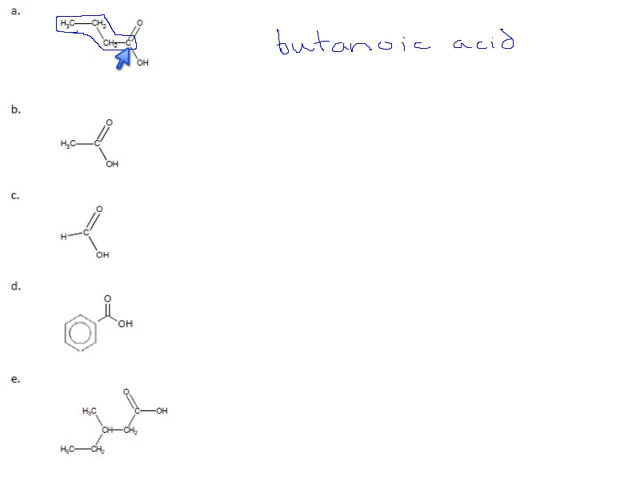 a.
H₃C—CH₂ O
CH₂—C
OH
butanoic acid
b.
O
H₃C—C
OH
c.
O
H—C
OH
d.
O
OH
e.
O
H₃C C—OH
CH—CH₂
H₃C—CH₂